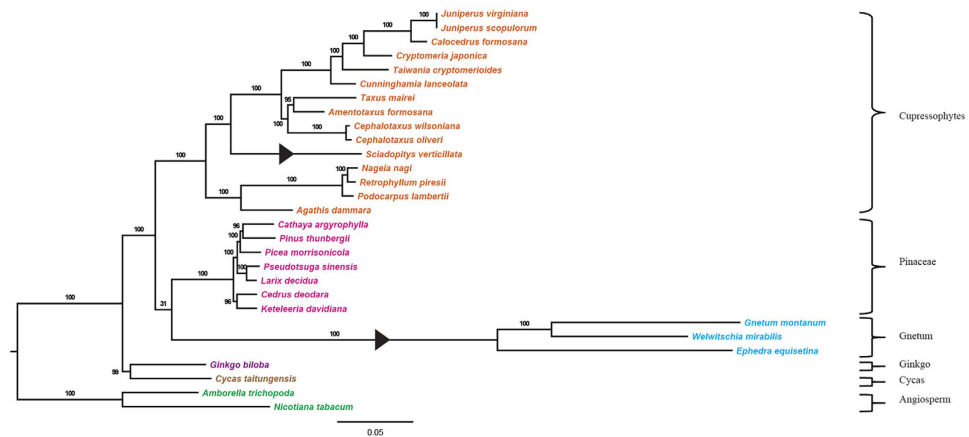 100 Juniperus virginiana
Juniperus scopulorum
100 Calocedrus formosana
100 Cryptomeria japonica
100 Taiwania cryptomerioides
100 Cunninghamia lanceolata
100
95 Taxus mairei
Amentotaxus formosana
100
100 Cephalotaxus wilsoniana
Cephalotaxus oliveri
100
Sciadopitys verticillata
100
100 Nageia nagi
100 Retrophyllum piresii
Podocarpus lambertii
100
Agathis dammara
Cupressophytes
96 Cathaya argyrophylla
100 Pinus thunbergii
100
Picea morrisonicola
100 Pseudotsuga sinensis
Larix decidua
100
Cedrus deodara
96
Keteleeria davidiana
Pinaceae
100
31
100
100 Gnetum montanum
Welwitschia mirabilis
Ephedra equisetina
Gnetum
100
Ginkgo biloba
Ginkgo
99
Cycas taitungensis
Cycas
100
Amborella trichopoda
Nicotiana tabacum
Angiosperm
0.05